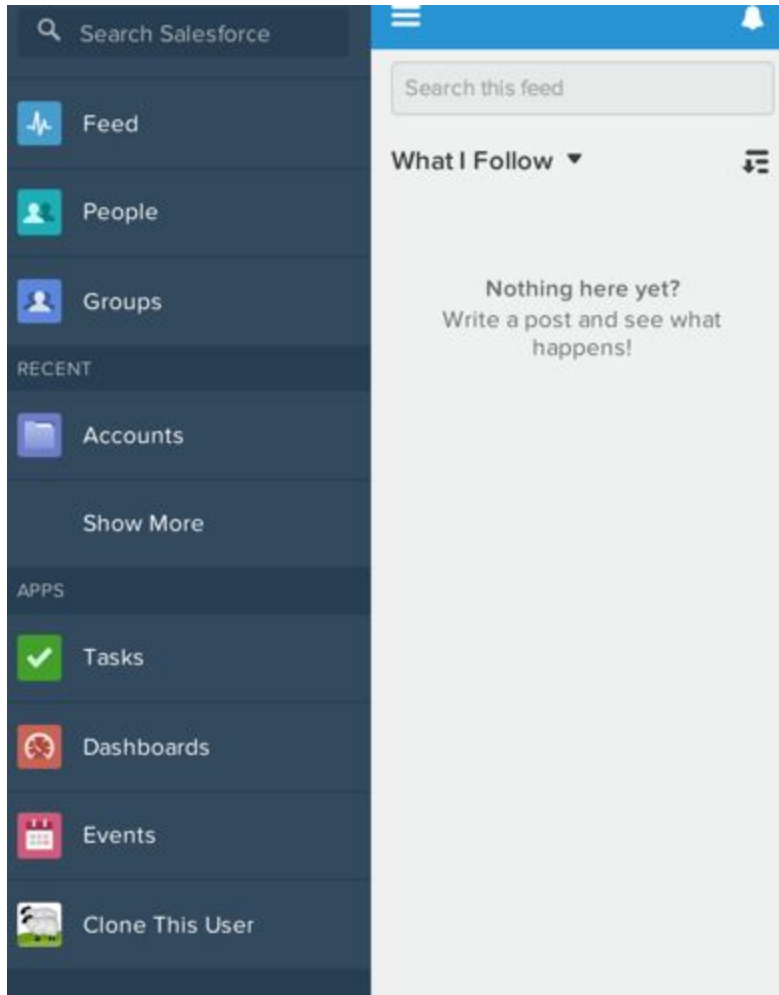 Search Salesforce
Feed
People
Groups
RECENT
Accounts
Show More
APPS
Tasks
Dashboards
Events
Clone This User
Search this feed
What I Follow
Nothing here yet?
Write a post and see what
happens!